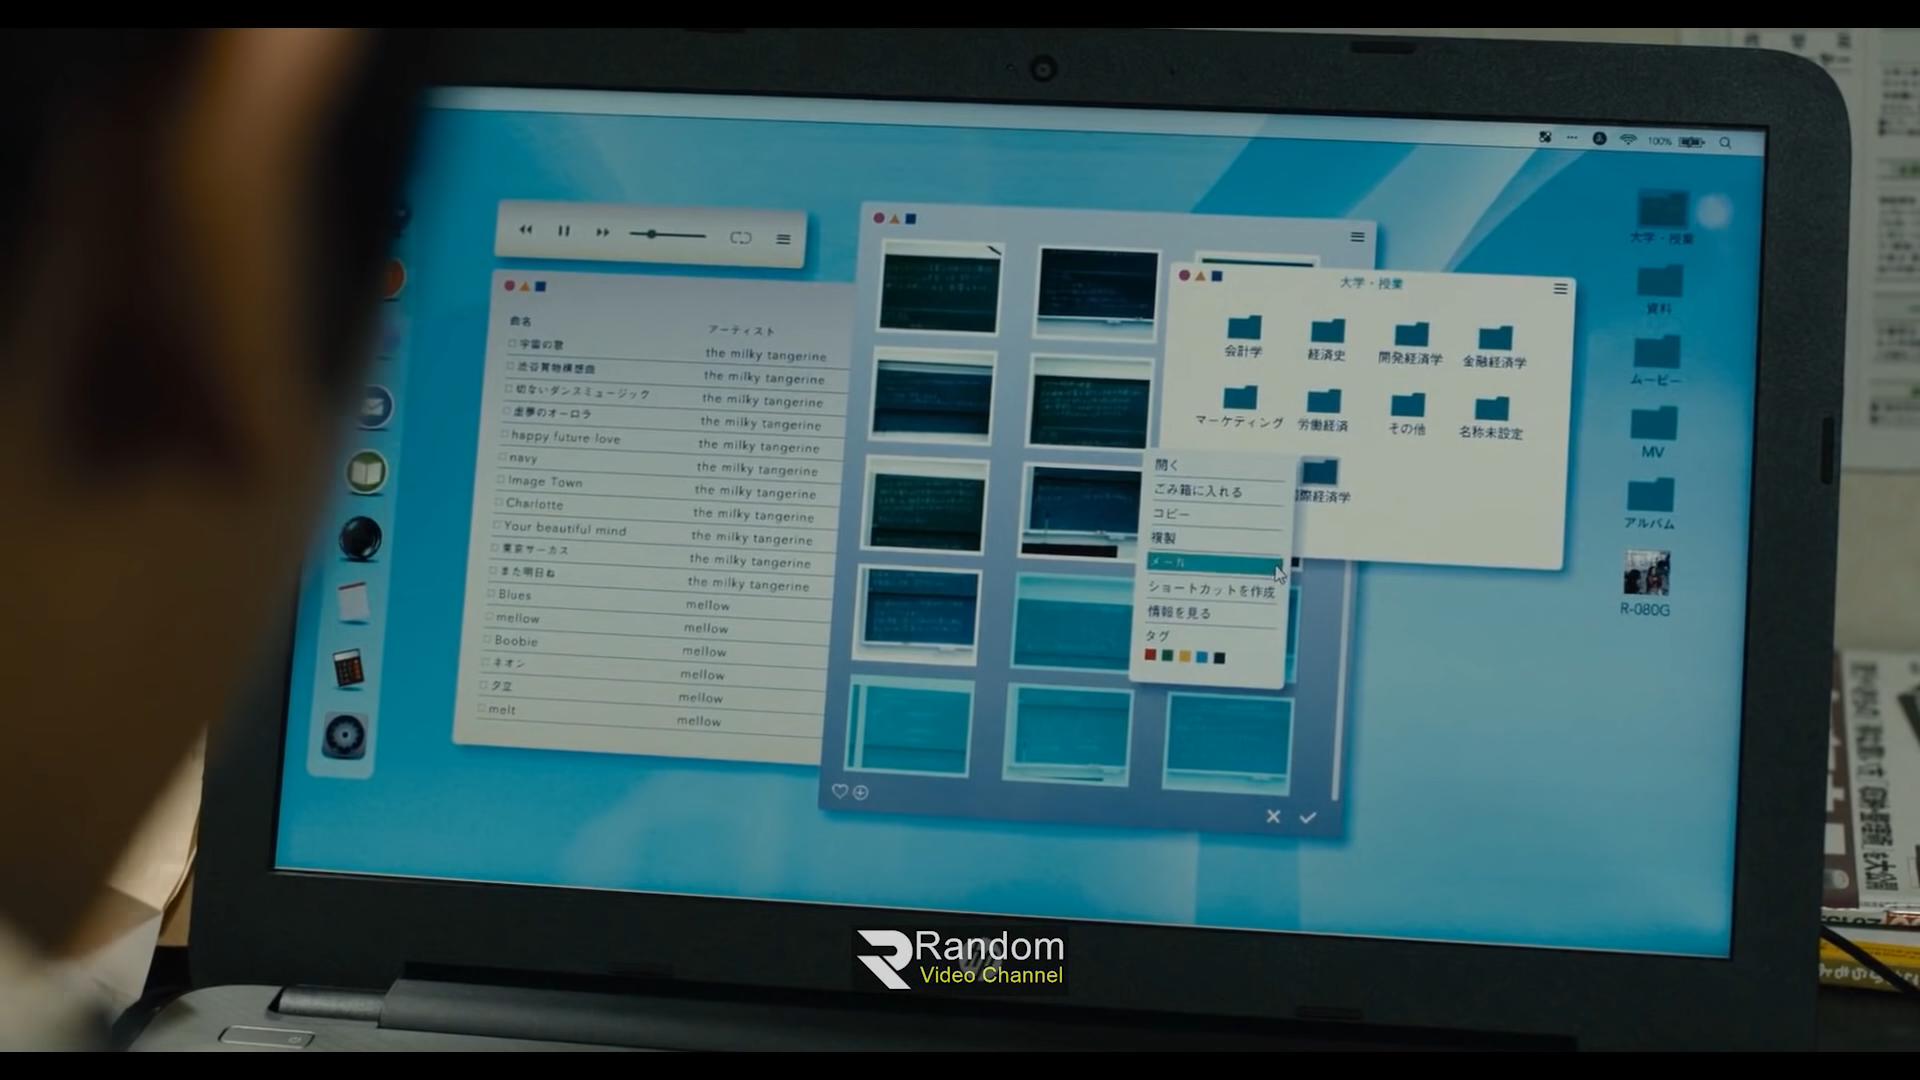 100%
曲名 アーティスト
宇宙の歌 the milky tangerine
渋谷買物構想曲 the milky tangerine
切ないダンスミュージック the milky tangerine
虚夢のオーロラ the milky tangerine
happy future love the milky tangerine
navy the milky tangerine
Image Town the milky tangerine
Charlotte the milky tangerine
Your beautiful mind the milky tangerine
東京サーカス the milky tangerine
また明日ね the milky tangerine
Blues mellow
mellow mellow
Boobie mellow
ネオン mellow
夕立 mellow
melt mellow
大学・授業
会計学 経済史 開発経済学 金融経済学
マーケティング 労働経済 その他 名称未設定
際経済学
開く
ごみ箱に入れる
コピー
複製
ショートカットを作成
情報を見る
タグ
大学・授業
資料
ムービー
MV
アルバム
R-080G
Random
Video Channel